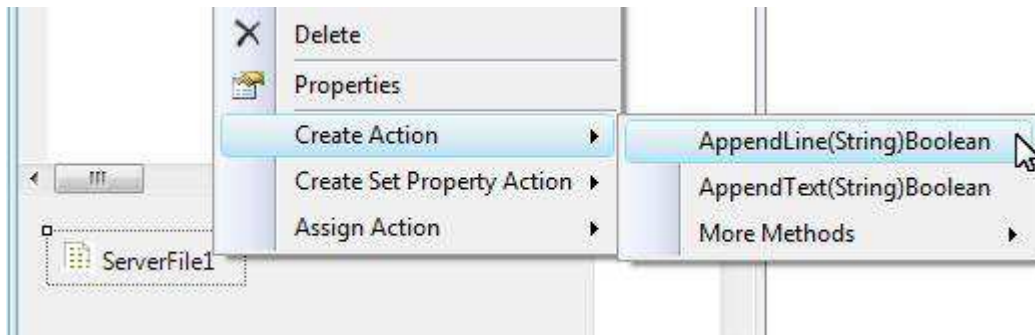 Delete
Properties
Create Action
AppendLine(String)Boolean
Create Set Property Action
AppendText(String)Boolean
Assign Action
More Methods
ServerFile1